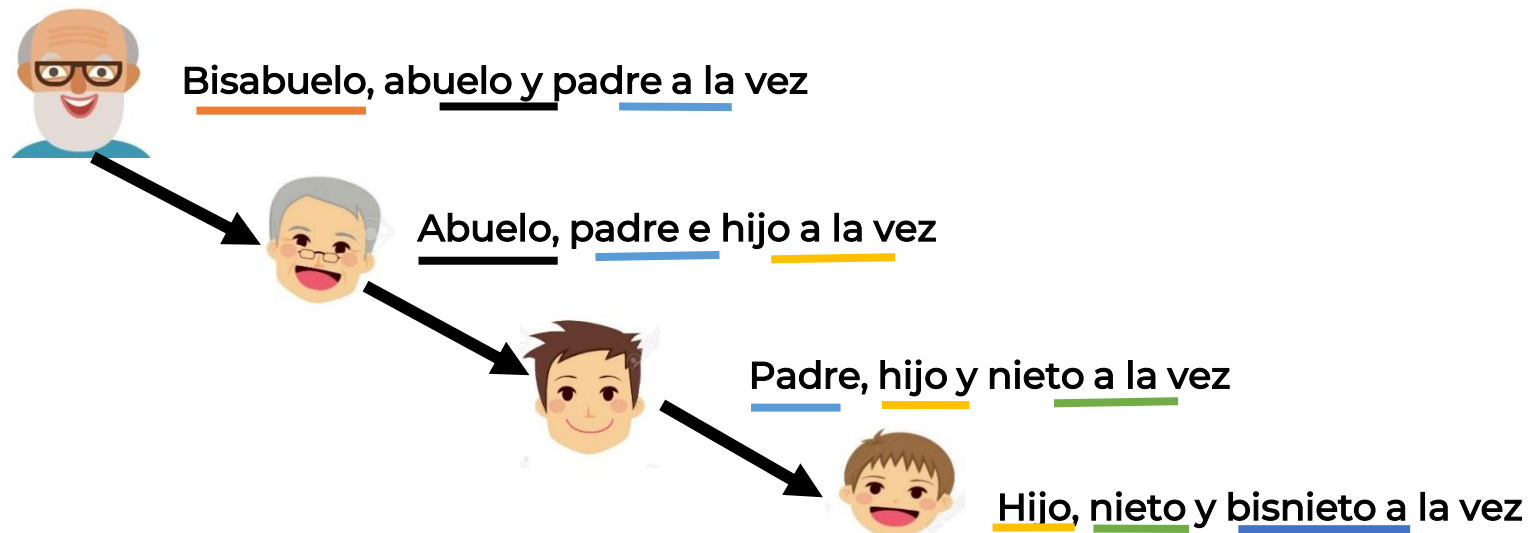 Bisabuelo, abuelo y padre a la vez
Abuelo, padre e hijo a la vez
Padre, hijo y nieto a la vez
Hijo, nieto y bisnieto a la vez